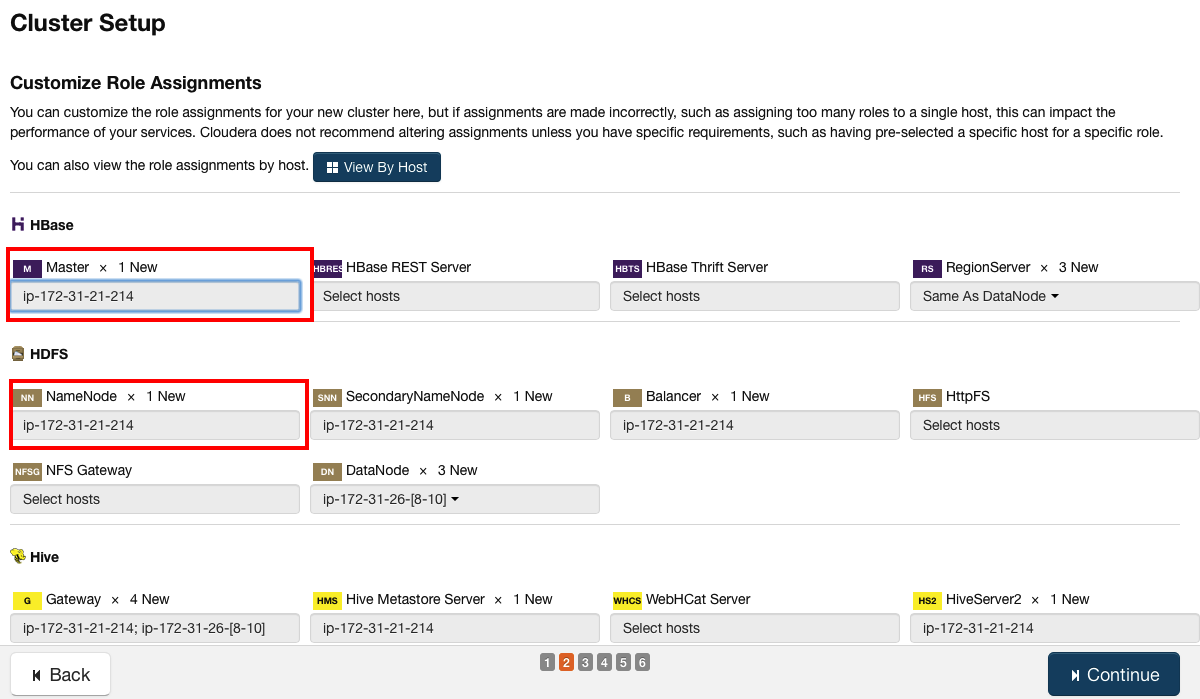 Cluster Setup
Customize Role Assignments
You can customize the role assignments for your new cluster here, but if assignments are made incorrectly, such as assigning too many roles to a single host, this can impact the
performance of your services. Cloudera does not recommend altering assignments unless you have specific requirements, such as having pre-selected a specific host for a specific role.
You can also view the role assignments by host. View By Host
HBase
M Master × 1 New HBRES HBase REST Server HBTS HBase Thrift Server RS RegionServer × 3 New
ip-172-31-21-214 Select hosts Select hosts Same As DataNode
HDFS
NN NameNode × 1 New SNN SecondaryNameNode × 1 New B Balancer × 1 New HFS HttpFS
ip-172-31-21-214 ip-172-31-21-214 ip-172-31-21-214 Select hosts
NFSG NFS Gateway DN DataNode × 3 New
Select hosts ip-172-31-26-[8-10]
Hive
G Gateway × 4 New HMS Hive Metastore Server × 1 New WHCS WebHCat Server HS2 HiveServer2 × 1 New
ip-172-31-21-214; ip-172-31-26-[8-10] ip-172-31-21-214 Select hosts ip-172-31-21-214
Back 1 2 3 4 5 6 Continue